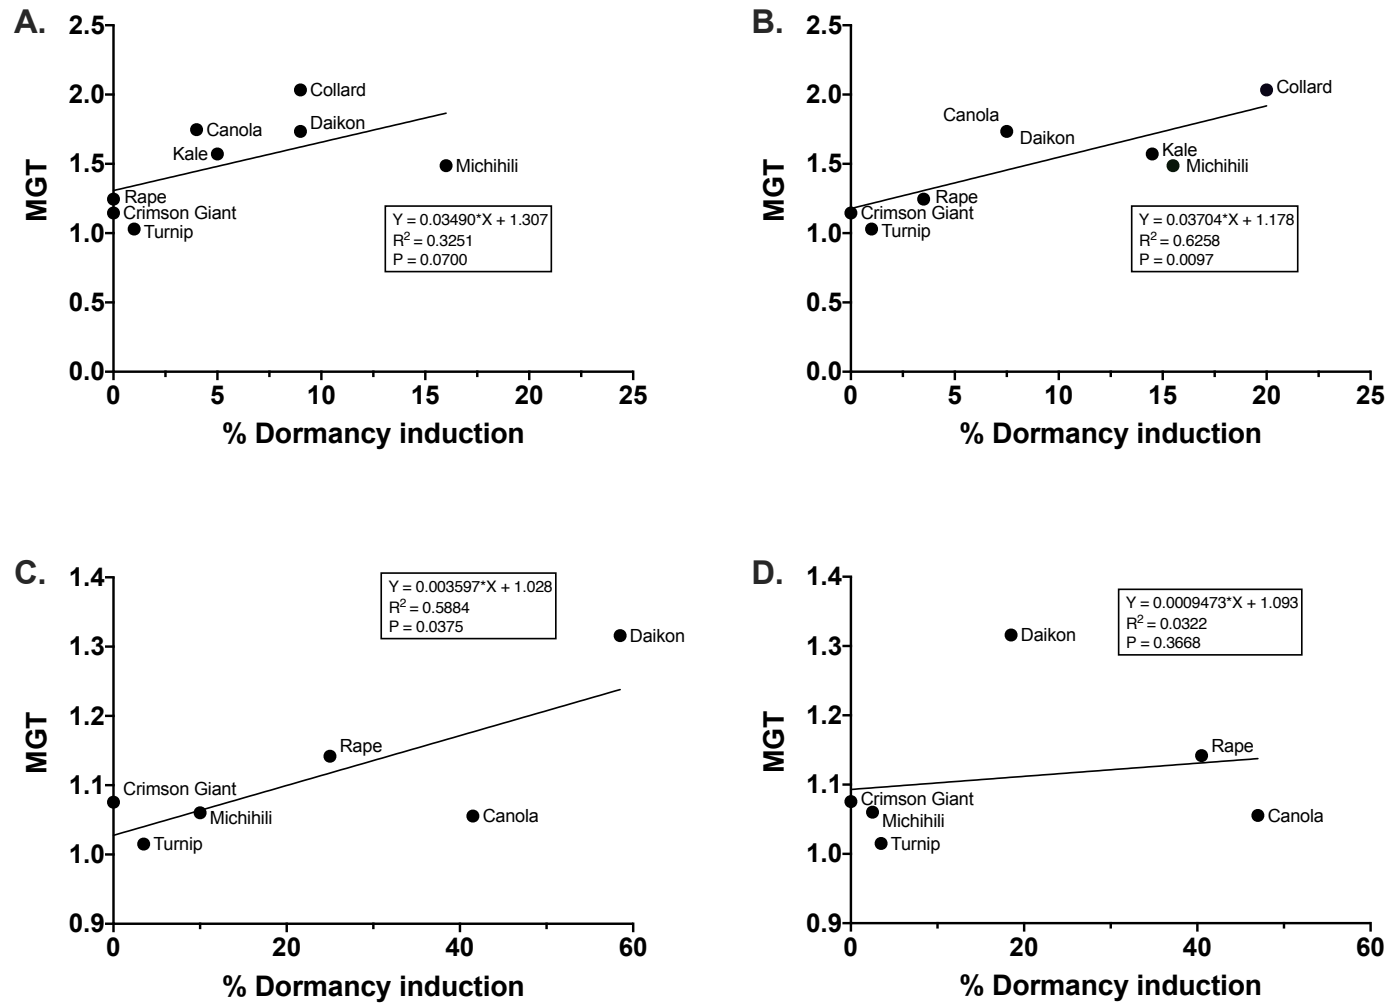 A.
2.5
2.0
1.5
1.0
0.5
0.0
MGT
Collard
Daikon
Canola
Kale
Michihili
Rape
Crimson Giant
Turnip
Y = 0.03490*X + 1.307
R² = 0.3251
P = 0.0700
0 5 10 15 20 25
% Dormancy induction
B.
2.5
2.0
1.5
1.0
0.5
0.0
MGT
Collard
Canola
Daikon
Kale
Michihili
Rape
Crimson Giant
Turnip
Y = 0.03704*X + 1.178
R² = 0.6258
P = 0.0097
0 5 10 15 20 25
% Dormancy induction
C.
1.4
1.3
1.2
1.1
1.0
0.9
MGT
Y = 0.003597*X + 1.028
R² = 0.5884
P = 0.0375
Daikon
Rape
Crimson Giant
Michihili
Canola
Turnip
0 20 40 60
% Dormancy induction
D.
1.4
1.3
1.2
1.1
1.0
0.9
MGT
Y = 0.0009473*X + 1.093
R² = 0.0322
P = 0.3668
Daikon
Rape
Crimson Giant
Michihili
Canola
Turnip
0 20 40 60
% Dormancy induction